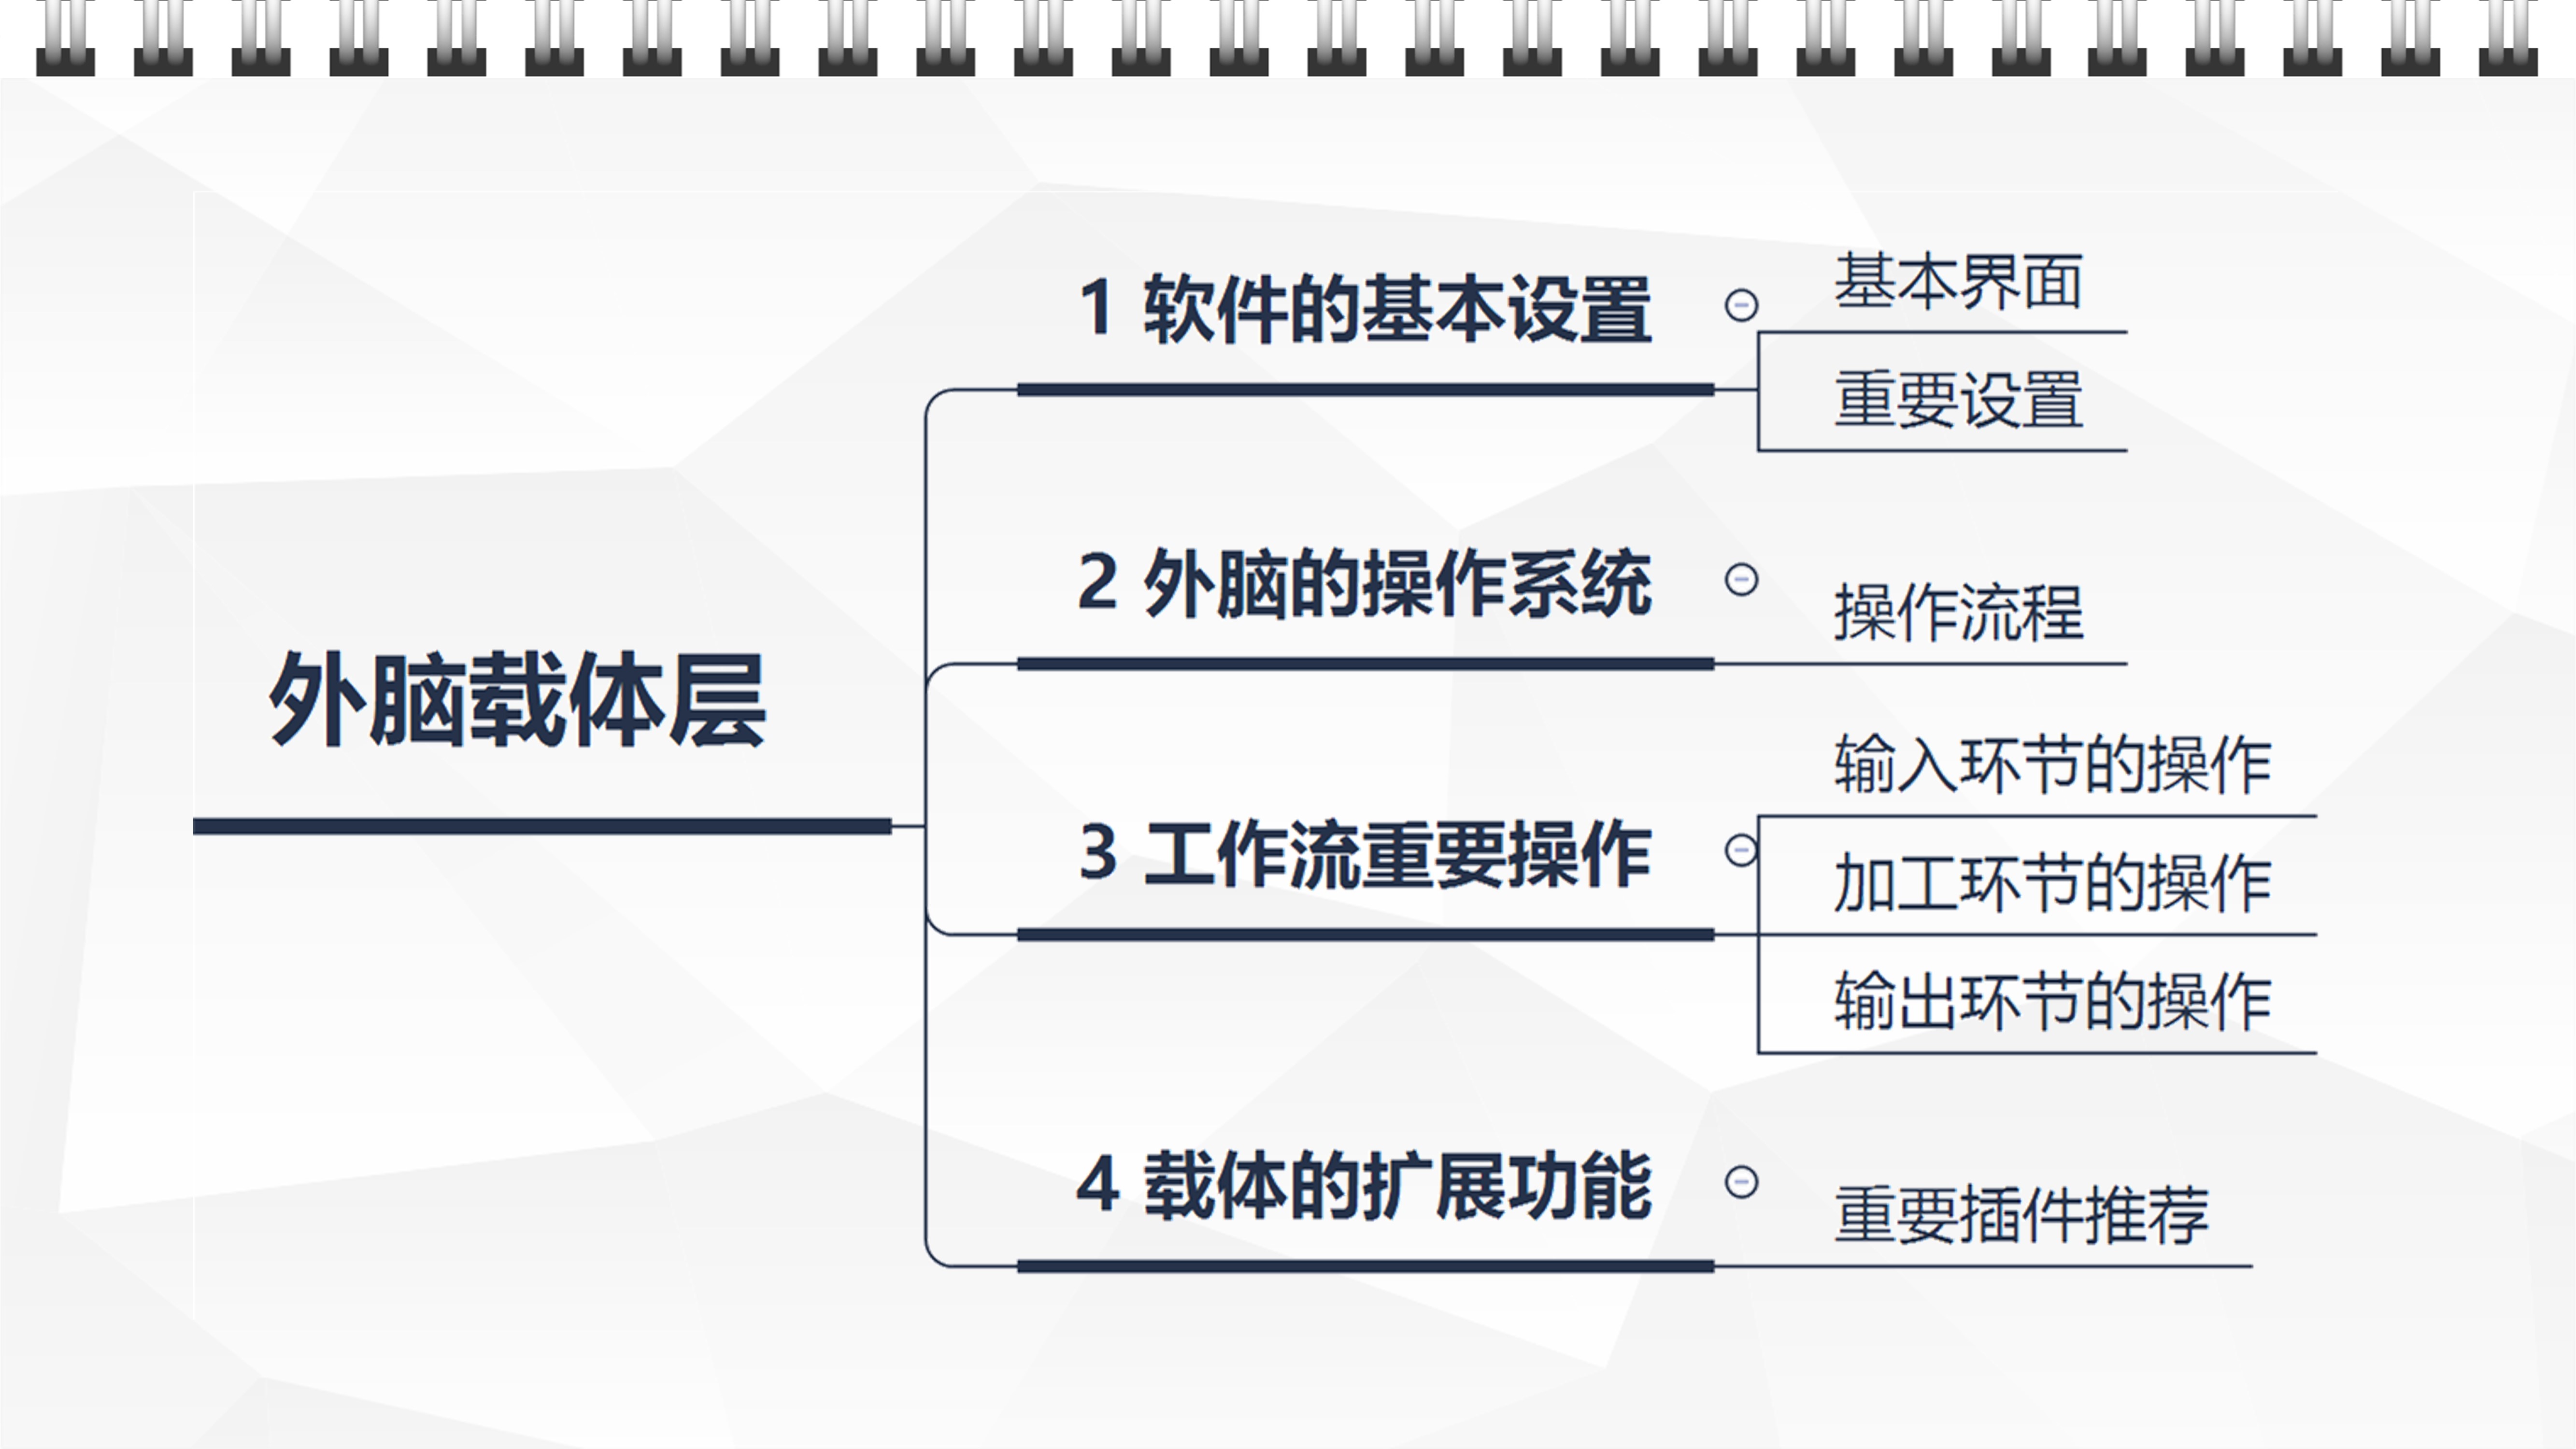 外脑载体层
1 软件的基本设置
基本界面
重要设置
2 外脑的操作系统
操作流程
3 工作流重要操作
输入环节的操作
加工环节的操作
输出环节的操作
4 载体的扩展功能
重要插件推荐